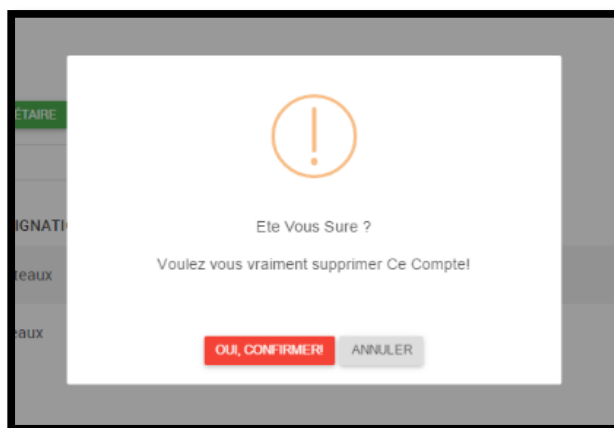 ÉTAIRE
IGNATI
Ete Vous Sure ?
Voulez vous vraiment supprimer Ce Compte!
teaux
eaux
OUI, CONFIRMER! ANNULER